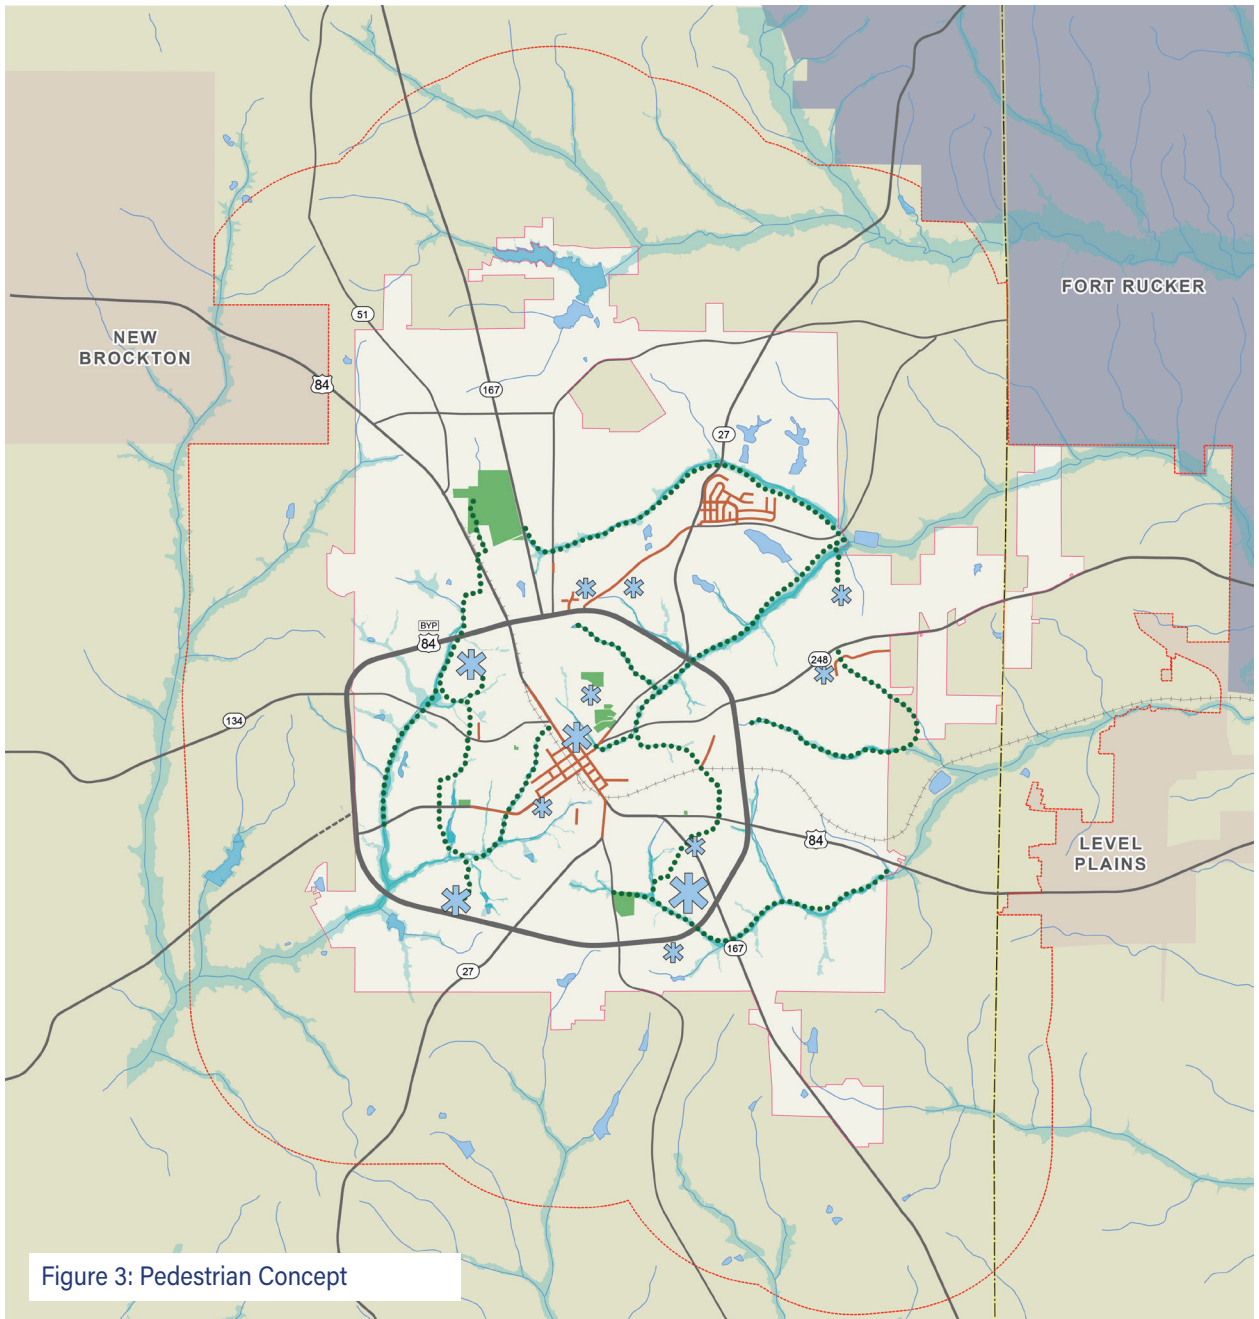 FORT RUCKER
51
NEW
BROCKTON
84
167
27
BYP
84
248
134
84
LEVEL
PLAINS
167
27
Figure 3: Pedestrian Concept